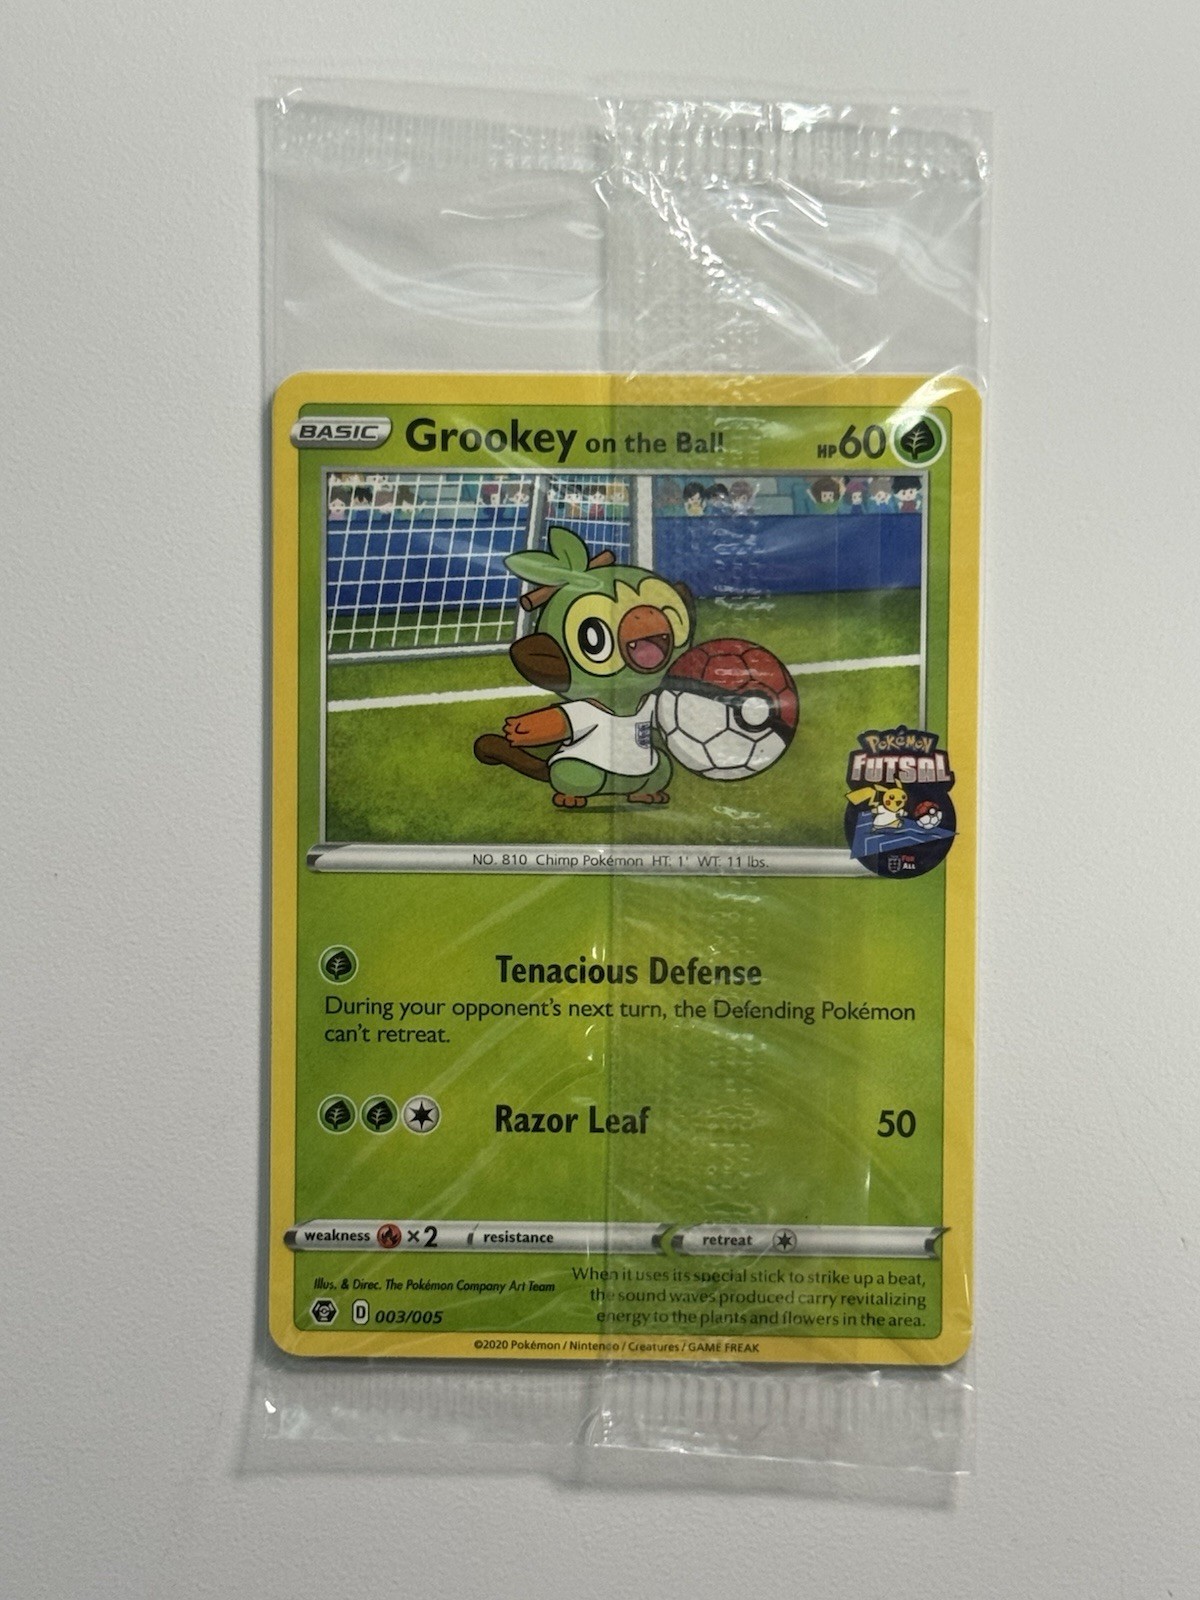 BASIC Grookey on the Ball HP60
Pokémon
FUTSAL
FOR
ALL
NO. 810 Chimp Pokémon HT: 1' WT: 11 lbs.
Tenacious Defense
During your opponent's next turn, the Defending Pokémon
can't retreat.
Razor Leaf 50
weakness ×2 resistance retreat
Illus. & Direc. The Pokémon Company Art Team
When it uses its special stick to strike up a beat,
the sound waves produced carry revitalizing
energy to the plants and flowers in the area.
D 003/005
©2020 Pokémon / Nintendo / Creatures / GAME FREAK